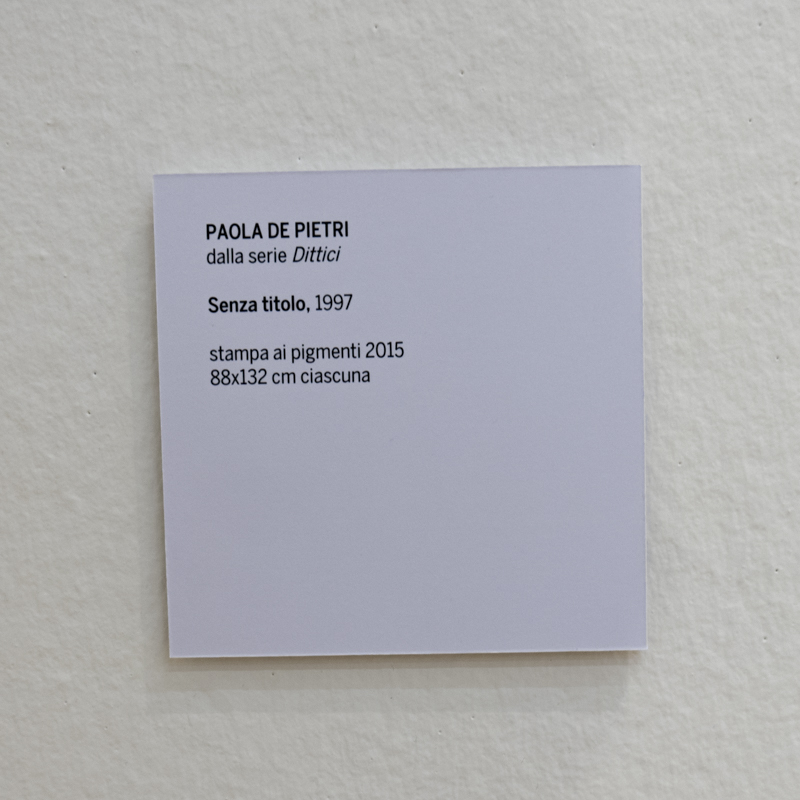 PAOLA DE PIETRI
dalla serie Dittici
Senza titolo, 1997
stampa ai pigmenti 2015
88x132 cm ciascuna